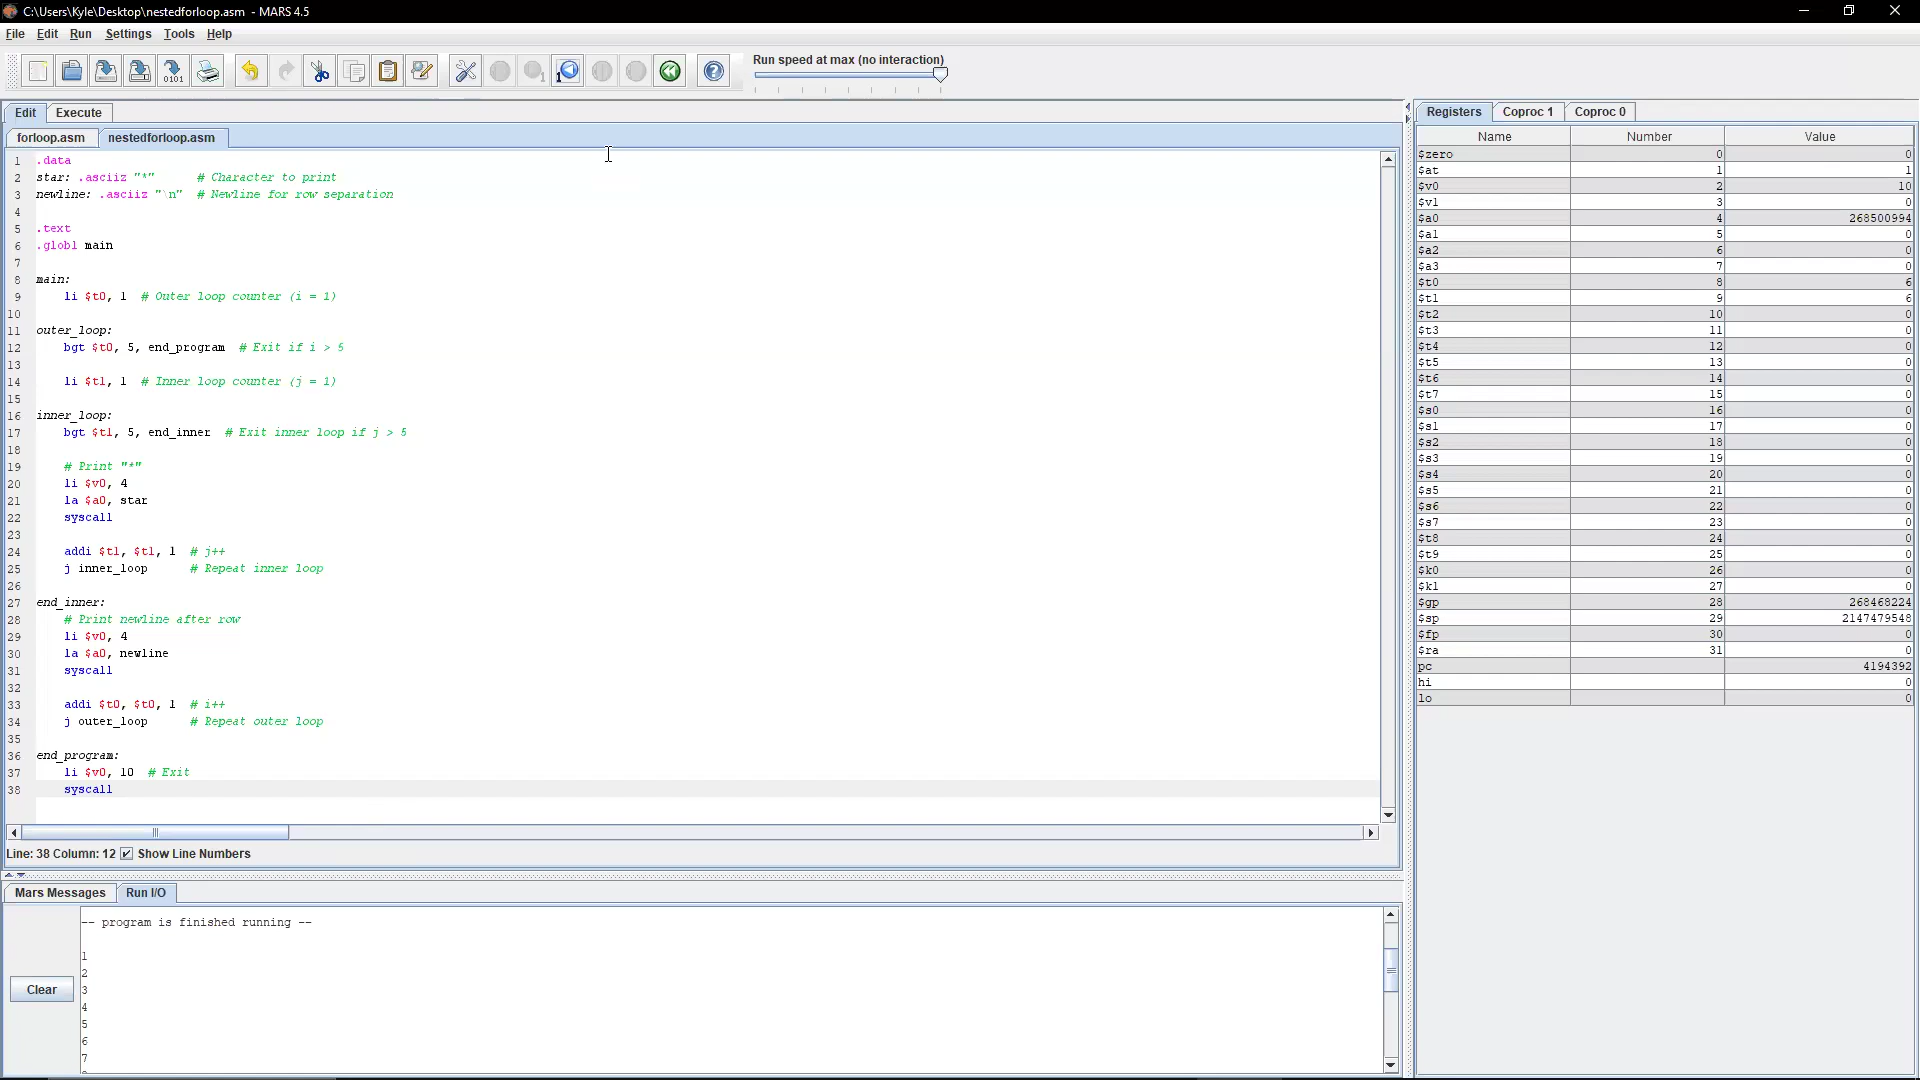 C:\Users\Kyle\Desktop\nestedforloop.asm - MARS 4.5
File Edit Run Settings Tools Help
Run speed at max (no interaction)
Edit Execute
forloop.asm nestedforloop.asm
1 .data
2 star: .asciiz "*" # Character to print
3 newline: .asciiz "\n" # Newline for row separation
4
5 .text
6 .globl main
7
8 main:
9 li $t0, 1 # Outer loop counter (i = 1)
10
11 outer_loop:
12 bgt $t0, 5, end_program # Exit if i > 5
13
14 li $t1, 1 # Inner loop counter (j = 1)
15
16 inner_loop:
17 bgt $t1, 5, end_inner # Exit inner loop if j > 5
18
19 # Print "*"
20 li $v0, 4
21 la $a0, star
22 syscall
23
24 addi $t1, $t1, 1 # j++
25 j inner_loop # Repeat inner loop
26
27 end_inner:
28 # Print newline after row
29 li $v0, 4
30 la $a0, newline
31 syscall
32
33 addi $t0, $t0, 1 # i++
34 j outer_loop # Repeat outer loop
35
36 end_program:
37 li $v0, 10 # Exit
38 syscall
Line: 38 Column: 12 Show Line Numbers
Mars Messages Run I/O
Clear
-- program is finished running --
1
2
3
4
5
6
7
Registers Coproc 1 Coproc 0
Name Number Value
$zero 0 0
$at 1 1
$v0 2 10
$v1 3 0
$a0 4 268500994
$a1 5 0
$a2 6 0
$a3 7 0
$t0 8 6
$t1 9 6
$t2 10 0
$t3 11 0
$t4 12 0
$t5 13 0
$t6 14 0
$t7 15 0
$s0 16 0
$s1 17 0
$s2 18 0
$s3 19 0
$s4 20 0
$s5 21 0
$s6 22 0
$s7 23 0
$t8 24 0
$t9 25 0
$k0 26 0
$k1 27 0
$gp 28 268468224
$sp 29 2147479548
$fp 30 0
$ra 31 0
pc 4194392
hi 0
lo 0